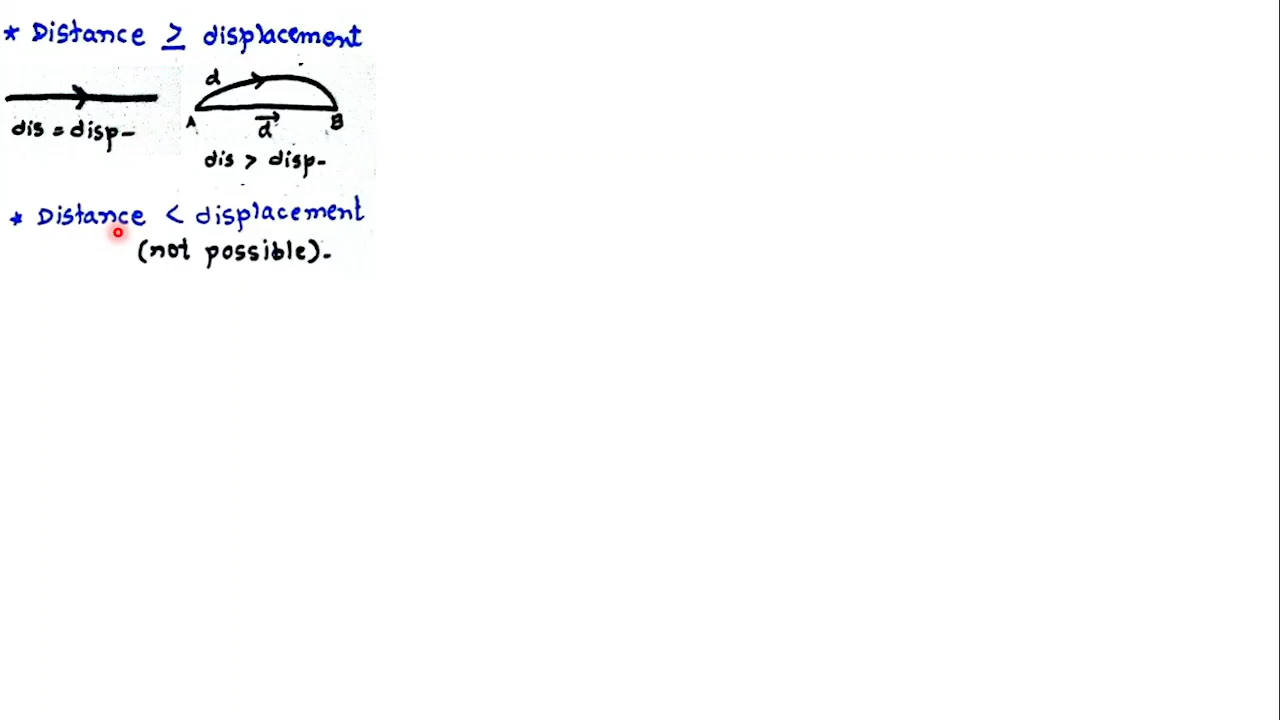 * Distance ≥ displacement
d
A d⃗ B
dis = disp-
dis > disp-
* Distance < displacement
(not possible).